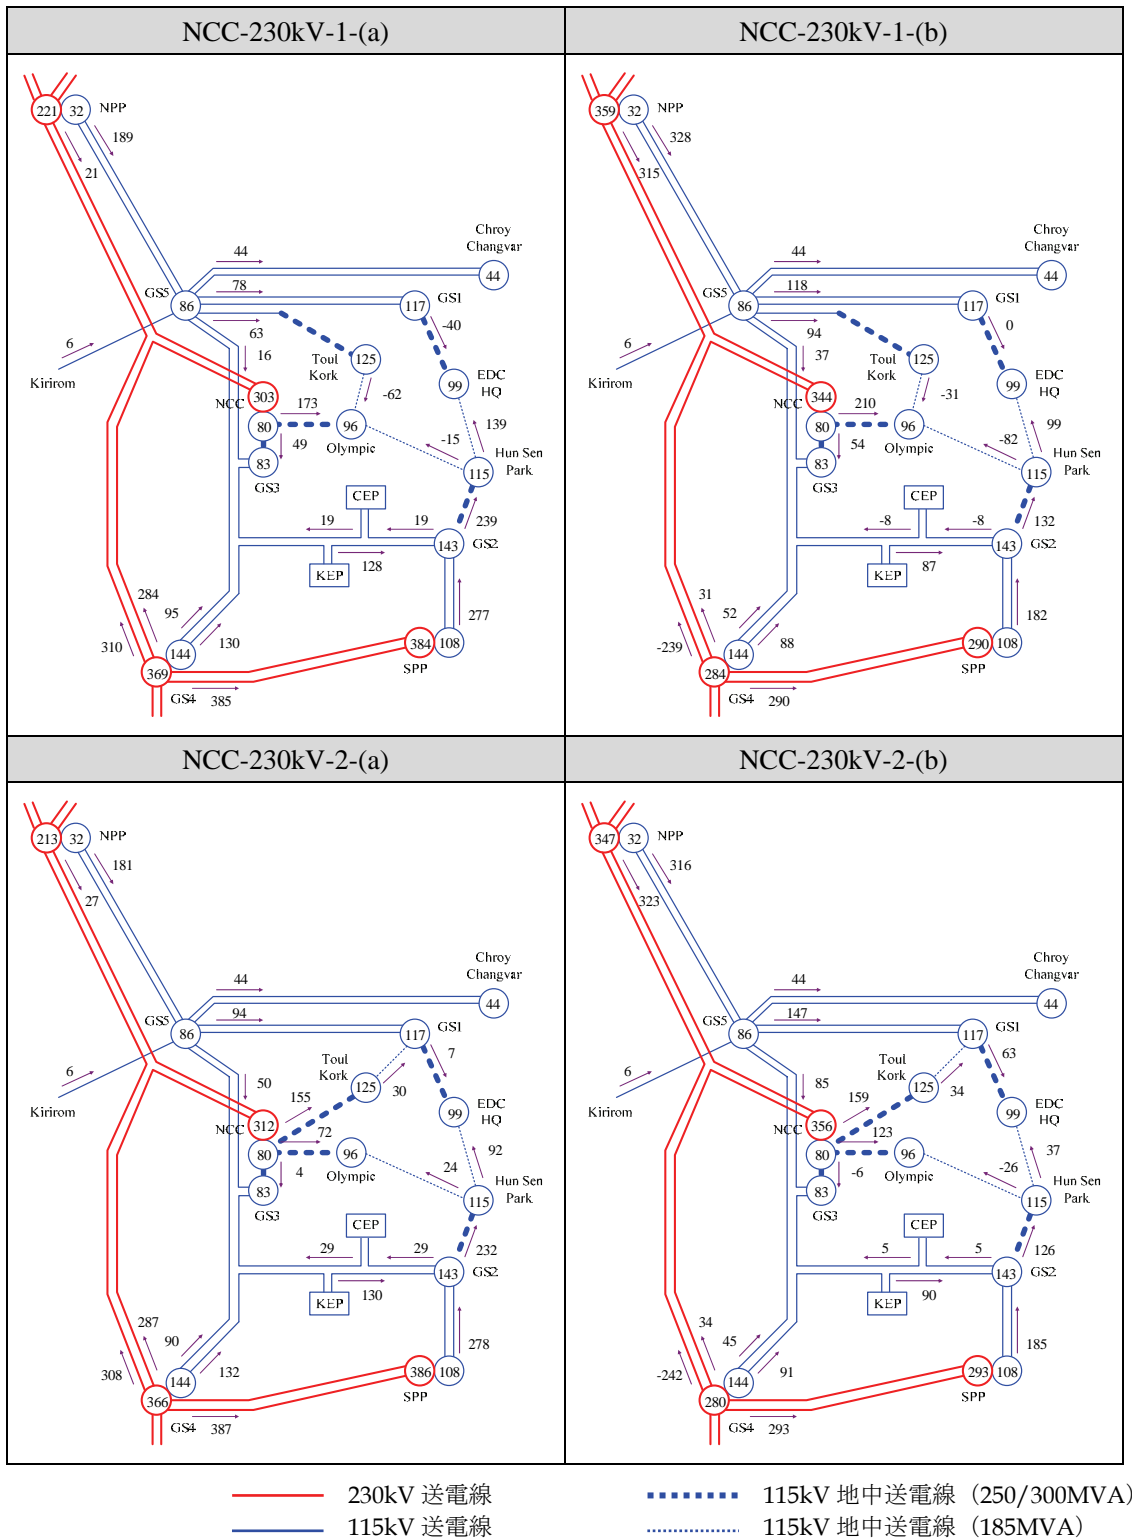 NCC-230kV-1-(a)
221
32
NPP
189
21
Chroy
Changvar
44
44
GS5
86
78
GS1
117
63
-40
6
16
Kirirom
Toul
Kork
125
EDC
HQ
99
-62
NCC
303
173
80
96
139
-15
49
Olympic
Hun Sen
Park
83
115
GS3
CEP
19
19
239
143
GS2
KEP
128
284
95
277
310
130
144
384
108
369
SPP
GS4
385
NCC-230kV-1-(b)
359
32
NPP
328
315
Chroy
Changvar
44
44
GS5
86
118
GS1
117
94
0
6
37
Kirirom
Toul
Kork
125
EDC
HQ
99
-31
NCC
344
210
80
96
99
-82
54
Olympic
Hun Sen
Park
83
115
GS3
CEP
-8
-8
132
143
GS2
KEP
87
31
52
182
-239
88
144
290
108
284
SPP
GS4
290
NCC-230kV-2-(a)
213
32
NPP
181
27
Chroy
Changvar
44
44
GS5
86
94
GS1
117
7
6
50
Kirirom
Toul
Kork
125
30
155
EDC
HQ
99
NCC
312
72
80
96
92
24
4
Olympic
Hun Sen
Park
83
115
GS3
CEP
29
29
232
143
GS2
KEP
130
287
90
278
308
132
144
386
108
366
SPP
GS4
387
NCC-230kV-2-(b)
347
32
NPP
316
323
Chroy
Changvar
44
44
GS5
86
147
GS1
117
63
6
85
Kirirom
Toul
Kork
125
34
159
EDC
HQ
99
NCC
356
123
80
96
37
-26
-6
Olympic
Hun Sen
Park
83
115
GS3
CEP
5
5
126
143
GS2
KEP
90
34
45
185
-242
91
144
293
108
280
SPP
GS4
293
230kV 送電線
115kV 地中送電線（250/300MVA）
115kV 送電線
115kV 地中送電線（185MVA）